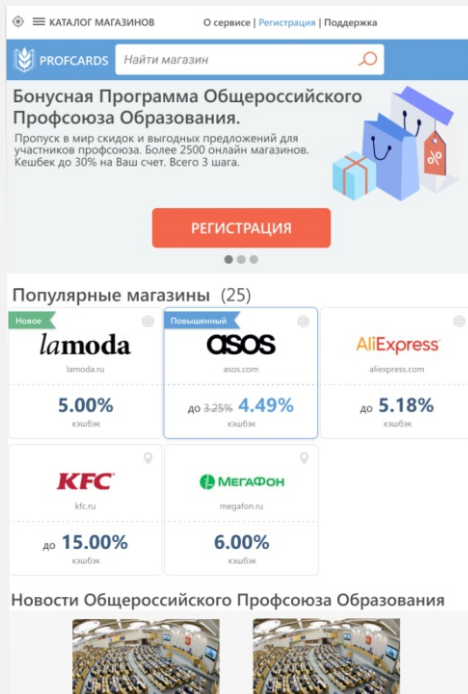 КАТАЛОГ МАГАЗИНОВ
О сервисе | Регистрация | Поддержка
PROFCARDS
Найти магазин
Бонусная Программа Общероссийского
Профсоюза Образования.
Пропуск в мир скидок и выгодных предложений для
участников профсоюза. Более 2500 онлайн магазинов.
Кешбек до 30% на Ваш счет. Всего 3 шага.
%
РЕГИСТРАЦИЯ
Популярные магазины (25)
Новое
lamoda
lamoda.ru
5.00%
кэшбэк
Повышенный
asos
asos.com
до 3.25% 4.49%
кэшбэк
AliExpress
aliexpress.com
до 5.18%
кэшбэк
KFC
kfc.ru
до 15.00%
кэшбэк
МЕГАФОН
megafon.ru
6.00%
кэшбэк
Новости Общероссийского Профсоюза Образования